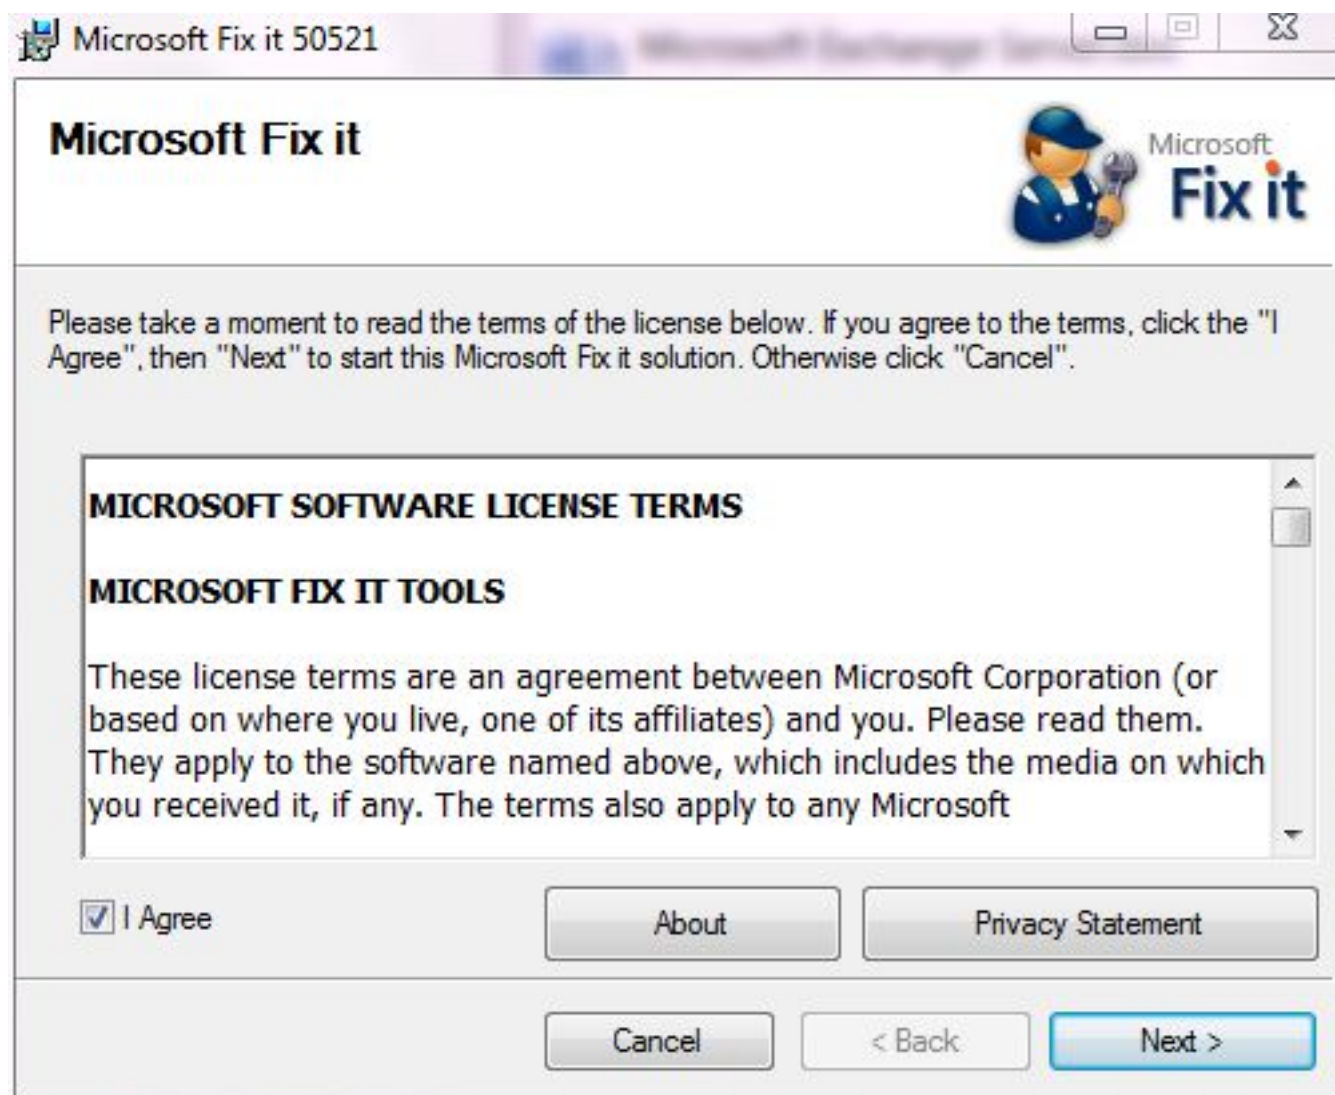 Microsoft Fix it 50521
Microsoft Exchange
Microsoft Fix it
Microsoft
Fix it
Please take a moment to read the terms of the license below. If you agree to the terms, click the "I
Agree", then "Next" to start this Microsoft Fix it solution. Otherwise click "Cancel".
MICROSOFT SOFTWARE LICENSE TERMS
MICROSOFT FIX IT TOOLS
These license terms are an agreement between Microsoft Corporation (or
based on where you live, one of its affiliates) and you. Please read them.
They apply to the software named above, which includes the media on which
you received it, if any. The terms also apply to any Microsoft
I Agree
About
Privacy Statement
Cancel
< Back
Next >